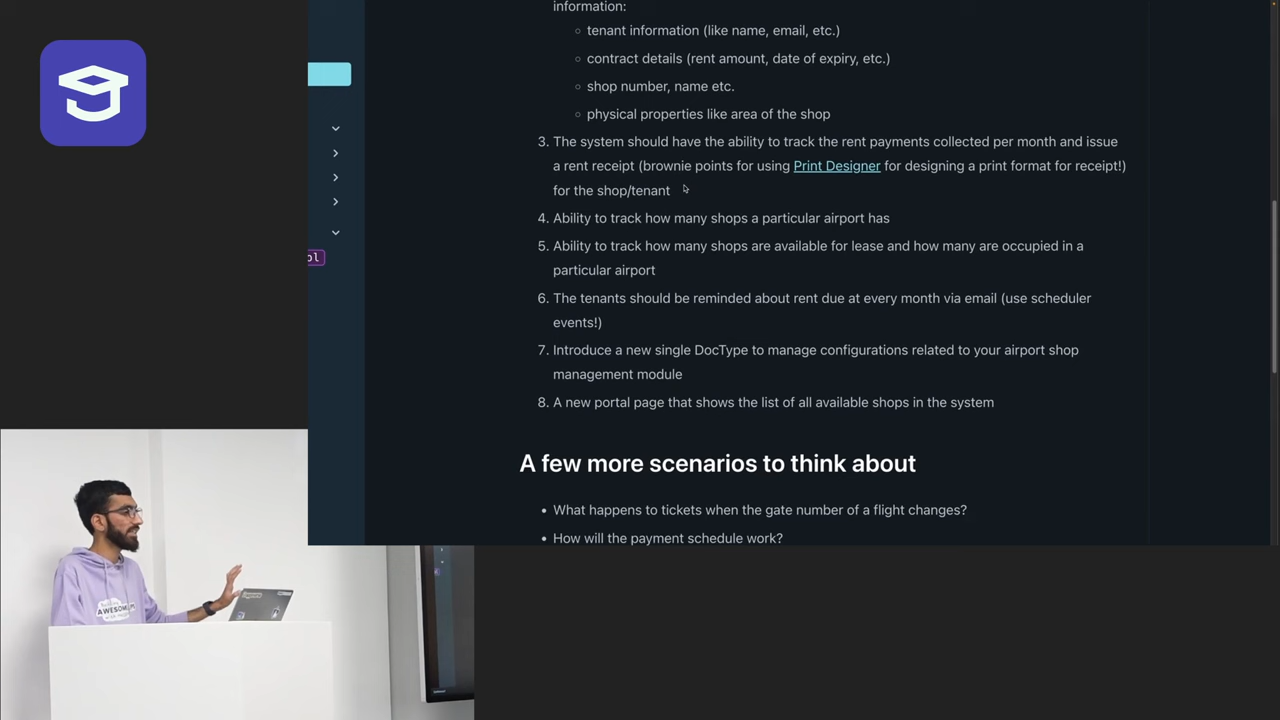 information:
◦ tenant information (like name, email, etc.)
◦ contract details (rent amount, date of expiry, etc.)
◦ shop number, name etc.
◦ physical properties like area of the shop
3. The system should have the ability to track the rent payments collected per month and issue
a rent receipt (brownie points for using Print Designer for designing a print format for receipt!)
for the shop/tenant
4. Ability to track how many shops a particular airport has
5. Ability to track how many shops are available for lease and how many are occupied in a
particular airport
6. The tenants should be reminded about rent due at every month via email (use scheduler
events!)
7. Introduce a new single DocType to manage configurations related to your airport shop
management module
8. A new portal page that shows the list of all available shops in the system
ol
A few more scenarios to think about
• What happens to tickets when the gate number of a flight changes?
• How will the payment schedule work?
AWESOME